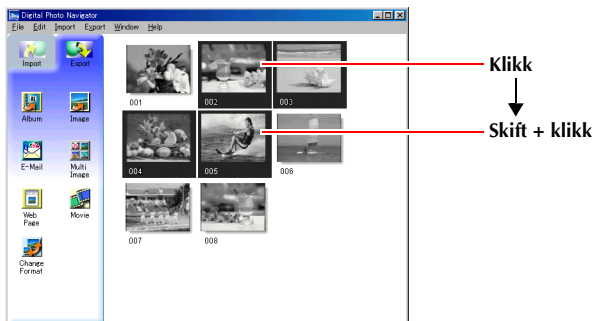 Digital Photo Navigator
File Edit Import Export Window Help
Import Export
Album Image
E-Mail Multi Image
Web Page Movie
Change Format
001 002 003
004 005 006
007 008
Klikk
Skift + klikk